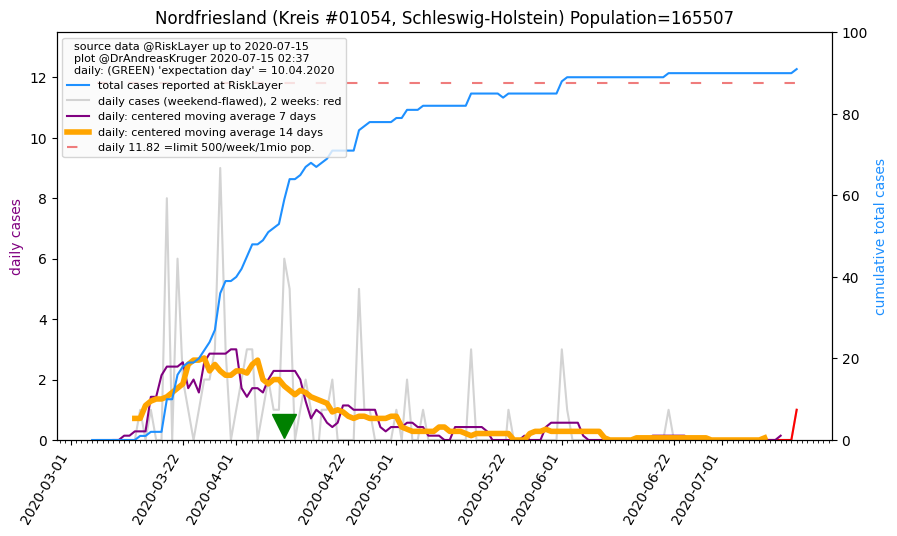 Nordfriesland (Kreis #01054, Schleswig-Holstein) Population=165507
source data @RiskLayer up to 2020-07-15
plot @DrAndreasKruger 2020-07-15 02:37
daily: (GREEN) 'expectation day' = 10.04.2020
total cases reported at RiskLayer
daily cases (weekend-flawed), 2 weeks: red
daily: centered moving average 7 days
daily: centered moving average 14 days
daily 11.82 =limit 500/week/1mio pop.
daily cases
12
10
8
6
4
2
0
100
80
60
40
20
0
cumulative total cases
2020-03-01
2020-03-22
2020-04-01
2020-04-22
2020-05-01
2020-05-22
2020-06-01
2020-06-22
2020-07-01